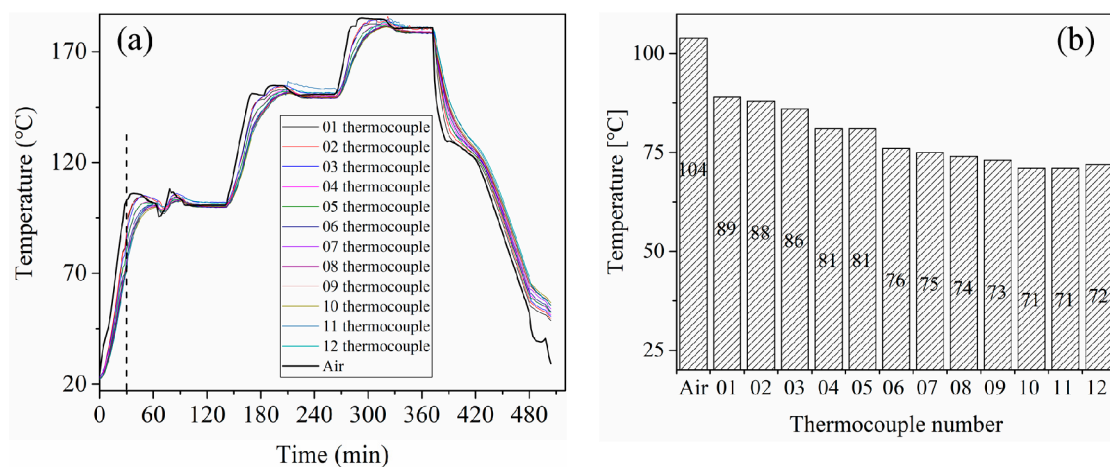 (a)
170
120
70
20
Temperature (°C)
01 thermocouple
02 thermocouple
03 thermocouple
04 thermocouple
05 thermocouple
06 thermocouple
07 thermocouple
08 thermocouple
09 thermocouple
10 thermocouple
11 thermocouple
12 thermocouple
Air
0 60 120 180 240 300 360 420 480
Time (min)
(b)
100
75
50
25
Temperature [°C]
104 89 88 86 81 81 76 75 74 73 71 71 72
Air 01 02 03 04 05 06 07 08 09 10 11 12
Thermocouple number